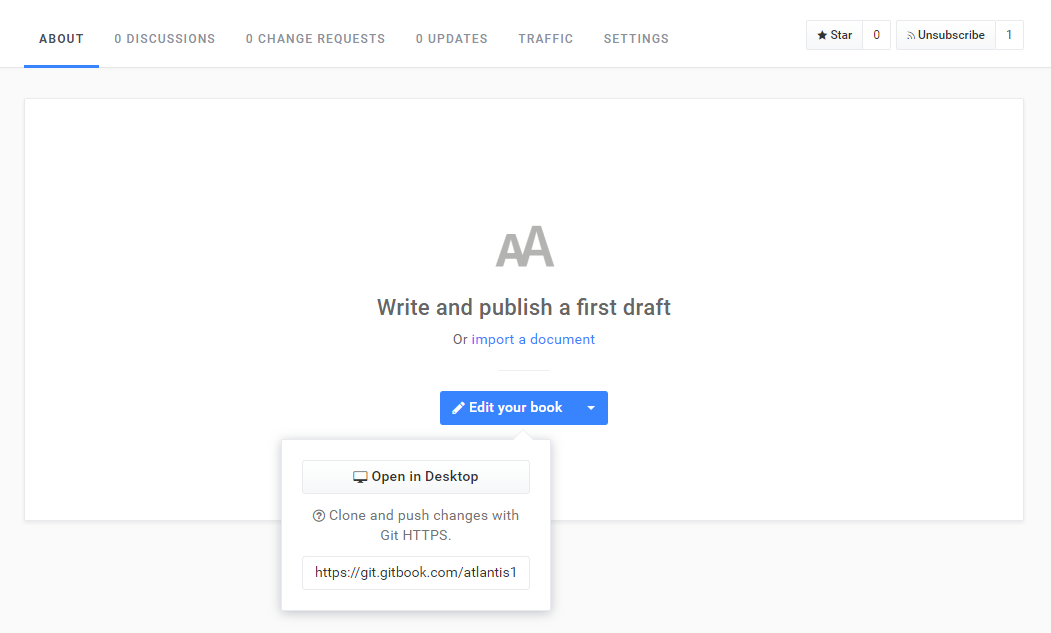 ABOUT 0 DISCUSSIONS 0 CHANGE REQUESTS 0 UPDATES TRAFFIC SETTINGS Star 0 Unsubscribe 1
AA
Write and publish a first draft
Or import a document
Edit your book
Open in Desktop
Clone and push changes with
Git HTTPS.
https://git.gitbook.com/atlantis1